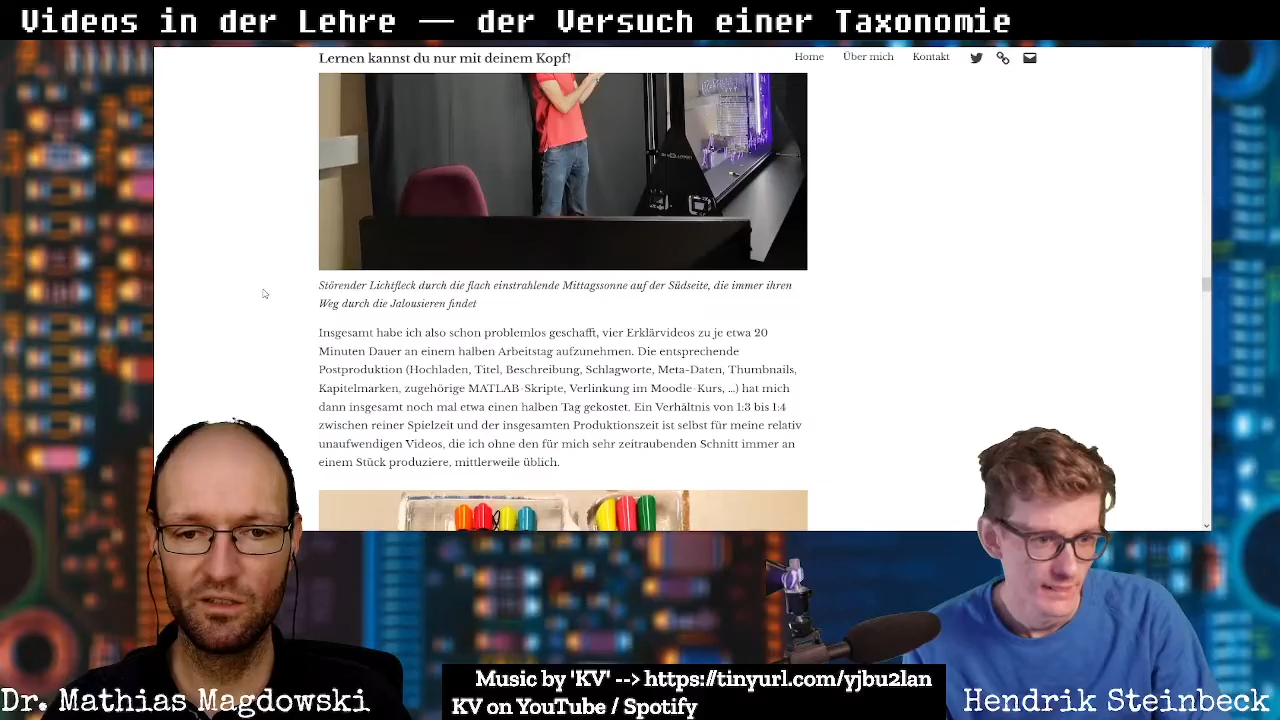 Videos in der Lehre — der Versuch einer Taxonomie
Lernen kannst du nur mit deinem Kopf!
Home Über mich Kontakt
Störender Lichtfleck durch die flach einstrahlende Mittagssonne auf der Südseite, die immer ihren
Weg durch die Jalousieren findet
Insgesamt habe ich also schon problemlos geschafft, vier Erklärvideos zu je etwa 20
Minuten Dauer an einem halben Arbeitstag aufzunehmen. Die entsprechende
Postproduktion (Hochladen, Titel, Beschreibung, Schlagworte, Meta-Daten, Thumbnails,
Kapitelmarken, zugehörige MATLAB-Skripte, Verlinkung im Moodle-Kurs, …) hat mich
dann insgesamt noch mal etwa einen halben Tag gekostet. Ein Verhältnis von 1:3 bis 1:4
zwischen reiner Spielzeit und der insgesamten Produktionszeit ist selbst für meine relativ
unaufwendigen Videos, die ich ohne den für mich sehr zeitraubenden Schnitt immer an
einem Stück produziere, mittlerweile üblich.
Dr. Mathias Magdowski
Music by 'KV' --> https://tinyurl.com/yjbu2lan
KV on YouTube / Spotify
Hendrik Steinbeck